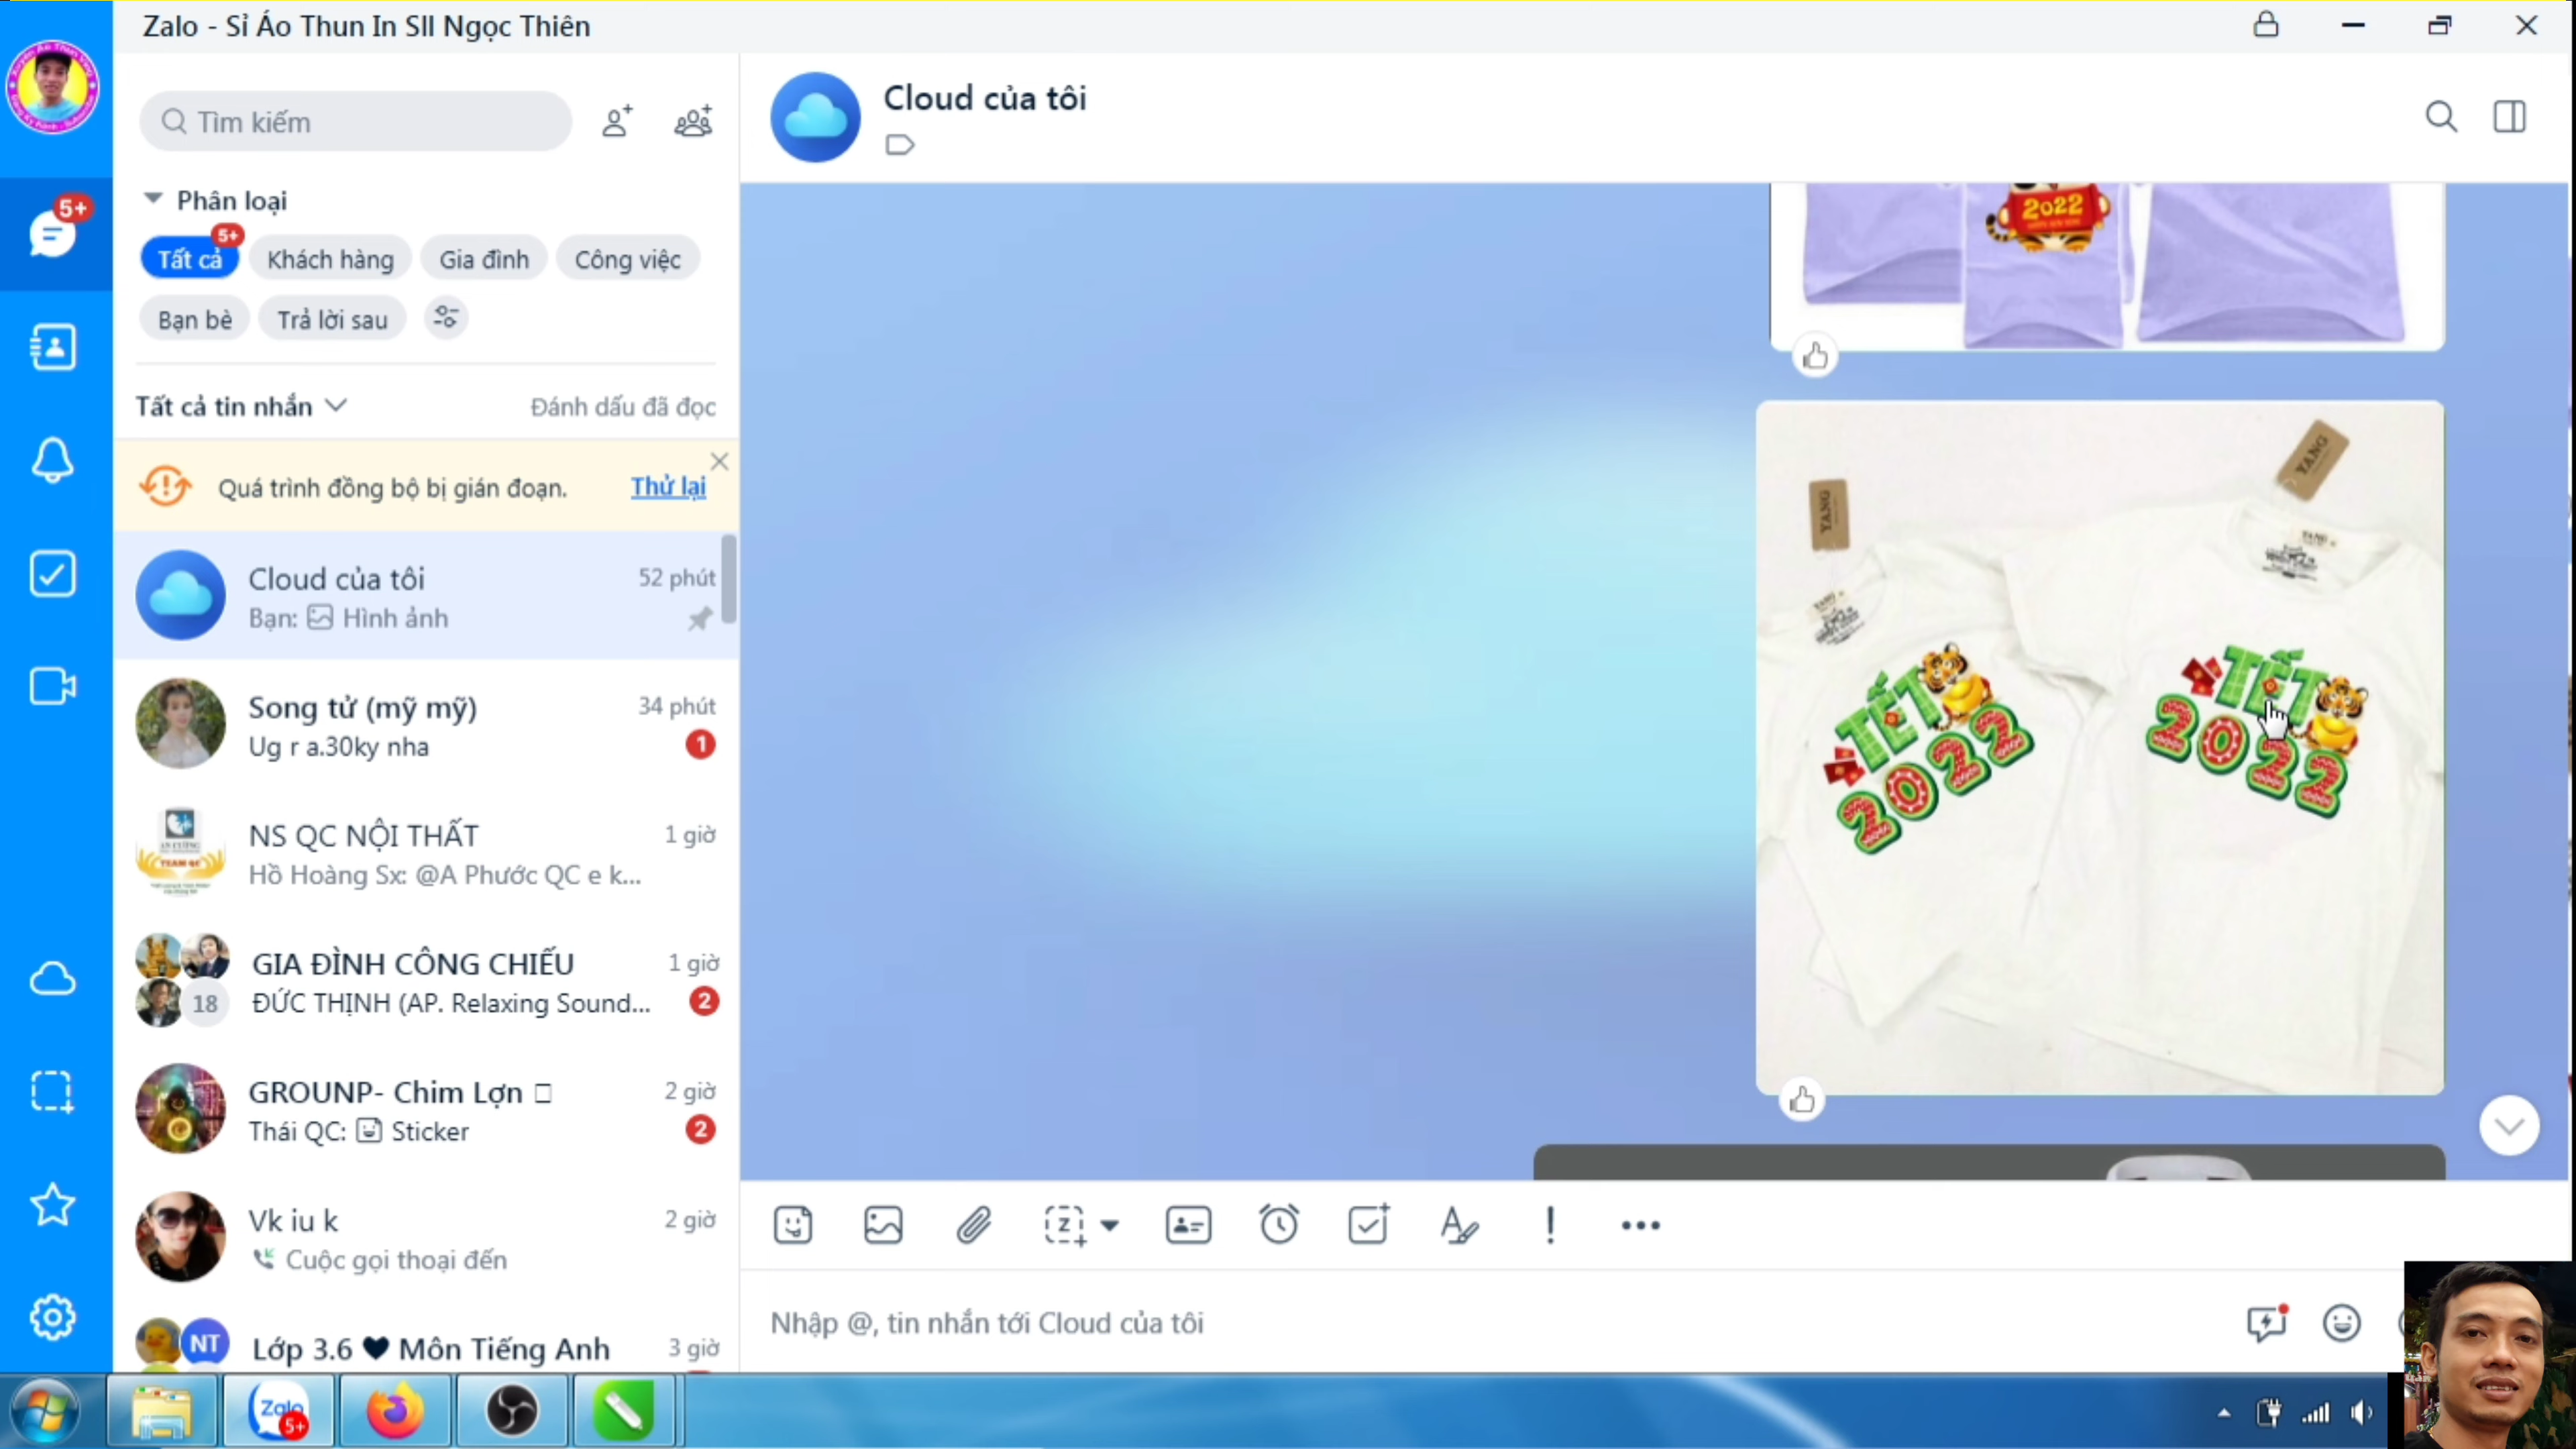 Zalo - Sỉ Áo Thun In SLL Ngọc Thiên
Tìm kiếm
Cloud của tôi
5+
Phân loại
5+
Tất cả
Khách hàng
Gia đình
Công việc
Bạn bè
Trả lời sau
Tất cả tin nhắn
Đánh dấu đã đọc
Quá trình đồng bộ bị gián đoạn.
Thử lại
Cloud của tôi
52 phút
Bạn: Hình ảnh
Song tử (mỹ mỹ)
34 phút
Ug r a.30ky nha
1
NS QC NỘI THẤT
1 giờ
Hồ Hoàng Sx: @A Phước QC e k...
GIA ĐÌNH CÔNG CHIẾU
1 giờ
18
ĐỨC THỊNH (AP. Relaxing Sound...
2
GROUNP- Chim Lợn
2 giờ
Thái QC: Sticker
2
Vk iu k
2 giờ
Cuộc gọi thoại đến
NT
Lớp 3.6 🖤 Môn Tiếng Anh
3 giờ
2022
YANG
YANG
YANG
TẾT
2022
TẾT
2022
Nhập @, tin nhắn tới Cloud của tôi
Zalo
5+